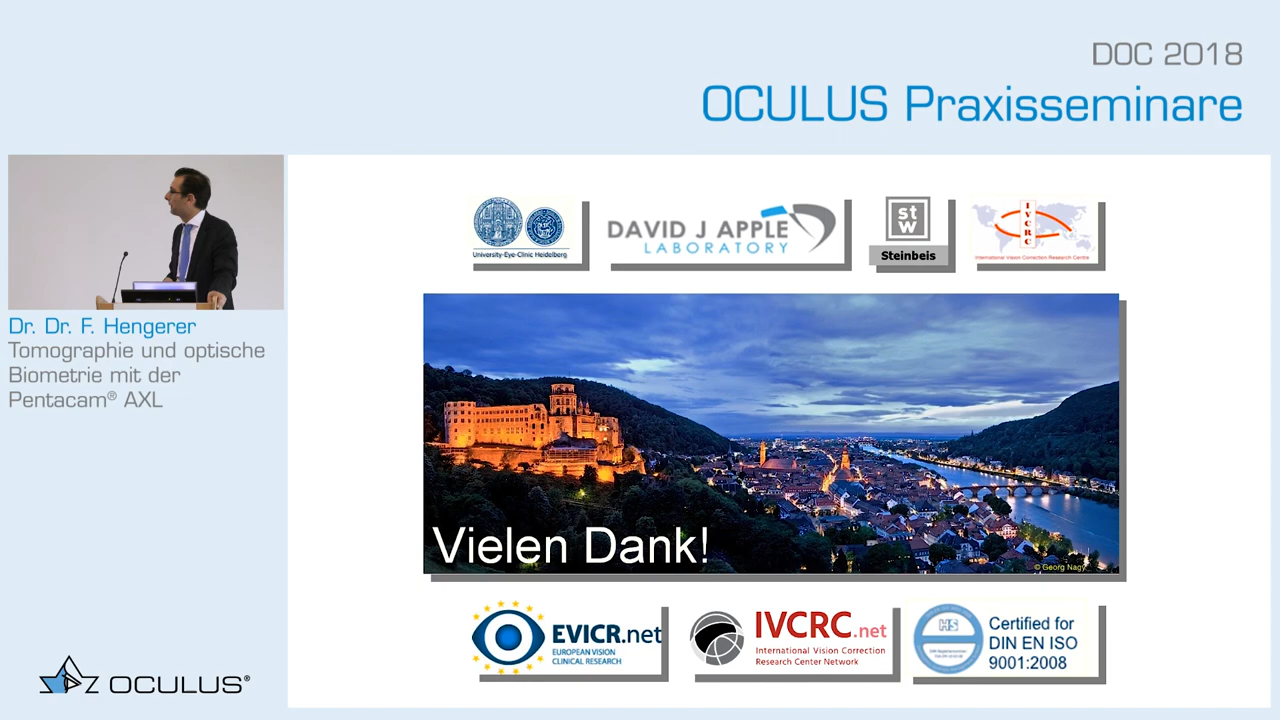 DOC 2018
OCULUS Praxisseminare
University-Eye-Clinic Heidelberg
DAVID J APPLE
LABORATORY
st
w
Steinbeis
IVCRC
International Vision Correction Research Centre
Dr. Dr. F. Hengerer
Tomographie und optische
Biometrie mit der
Pentacam® AXL
Vielen Dank!
© Georg Nagy
EVICR.net
EUROPEAN VISION
CLINICAL RESEARCH
IVCRC.net
International Vision Correction
Research Center Network
HS
Certified for
DIN EN ISO
9001:2008
OCULUS®